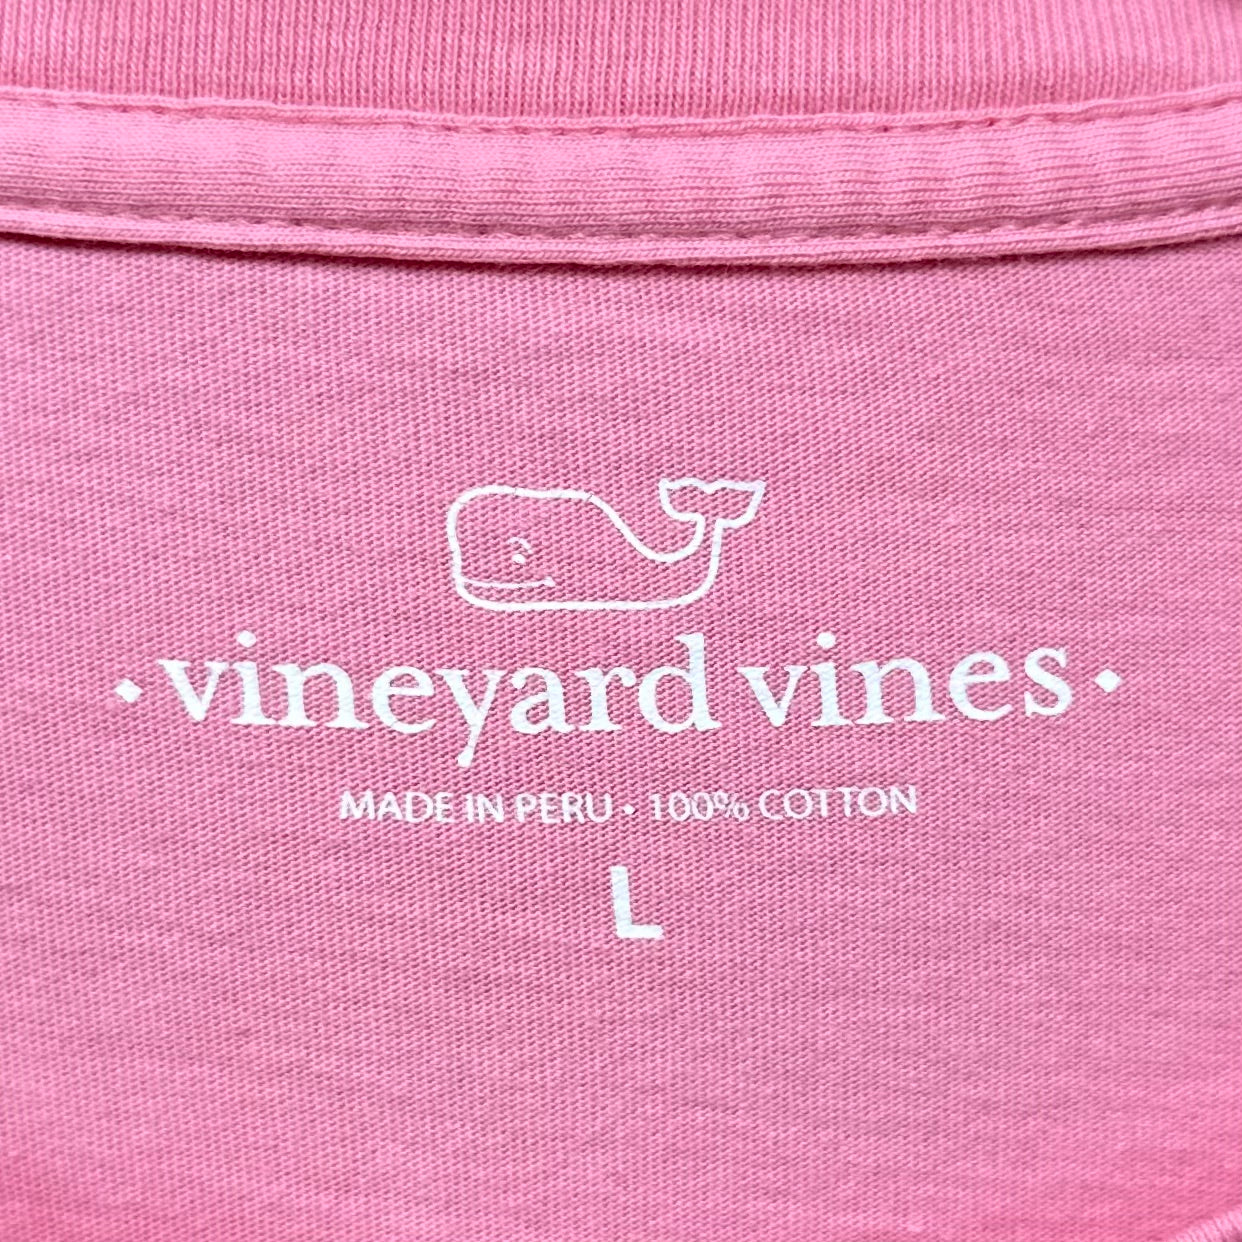 vineyard vines
MADE IN PERU • 100% COTTON
L